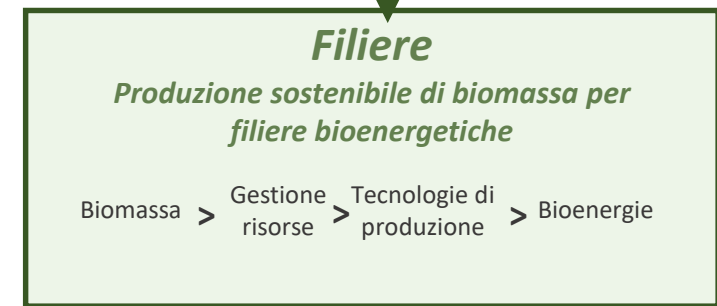 Filiere
Produzione sostenibile di biomassa per
filiere bioenergetiche
Biomassa > Gestione risorse > Tecnologie di produzione > Bioenergie